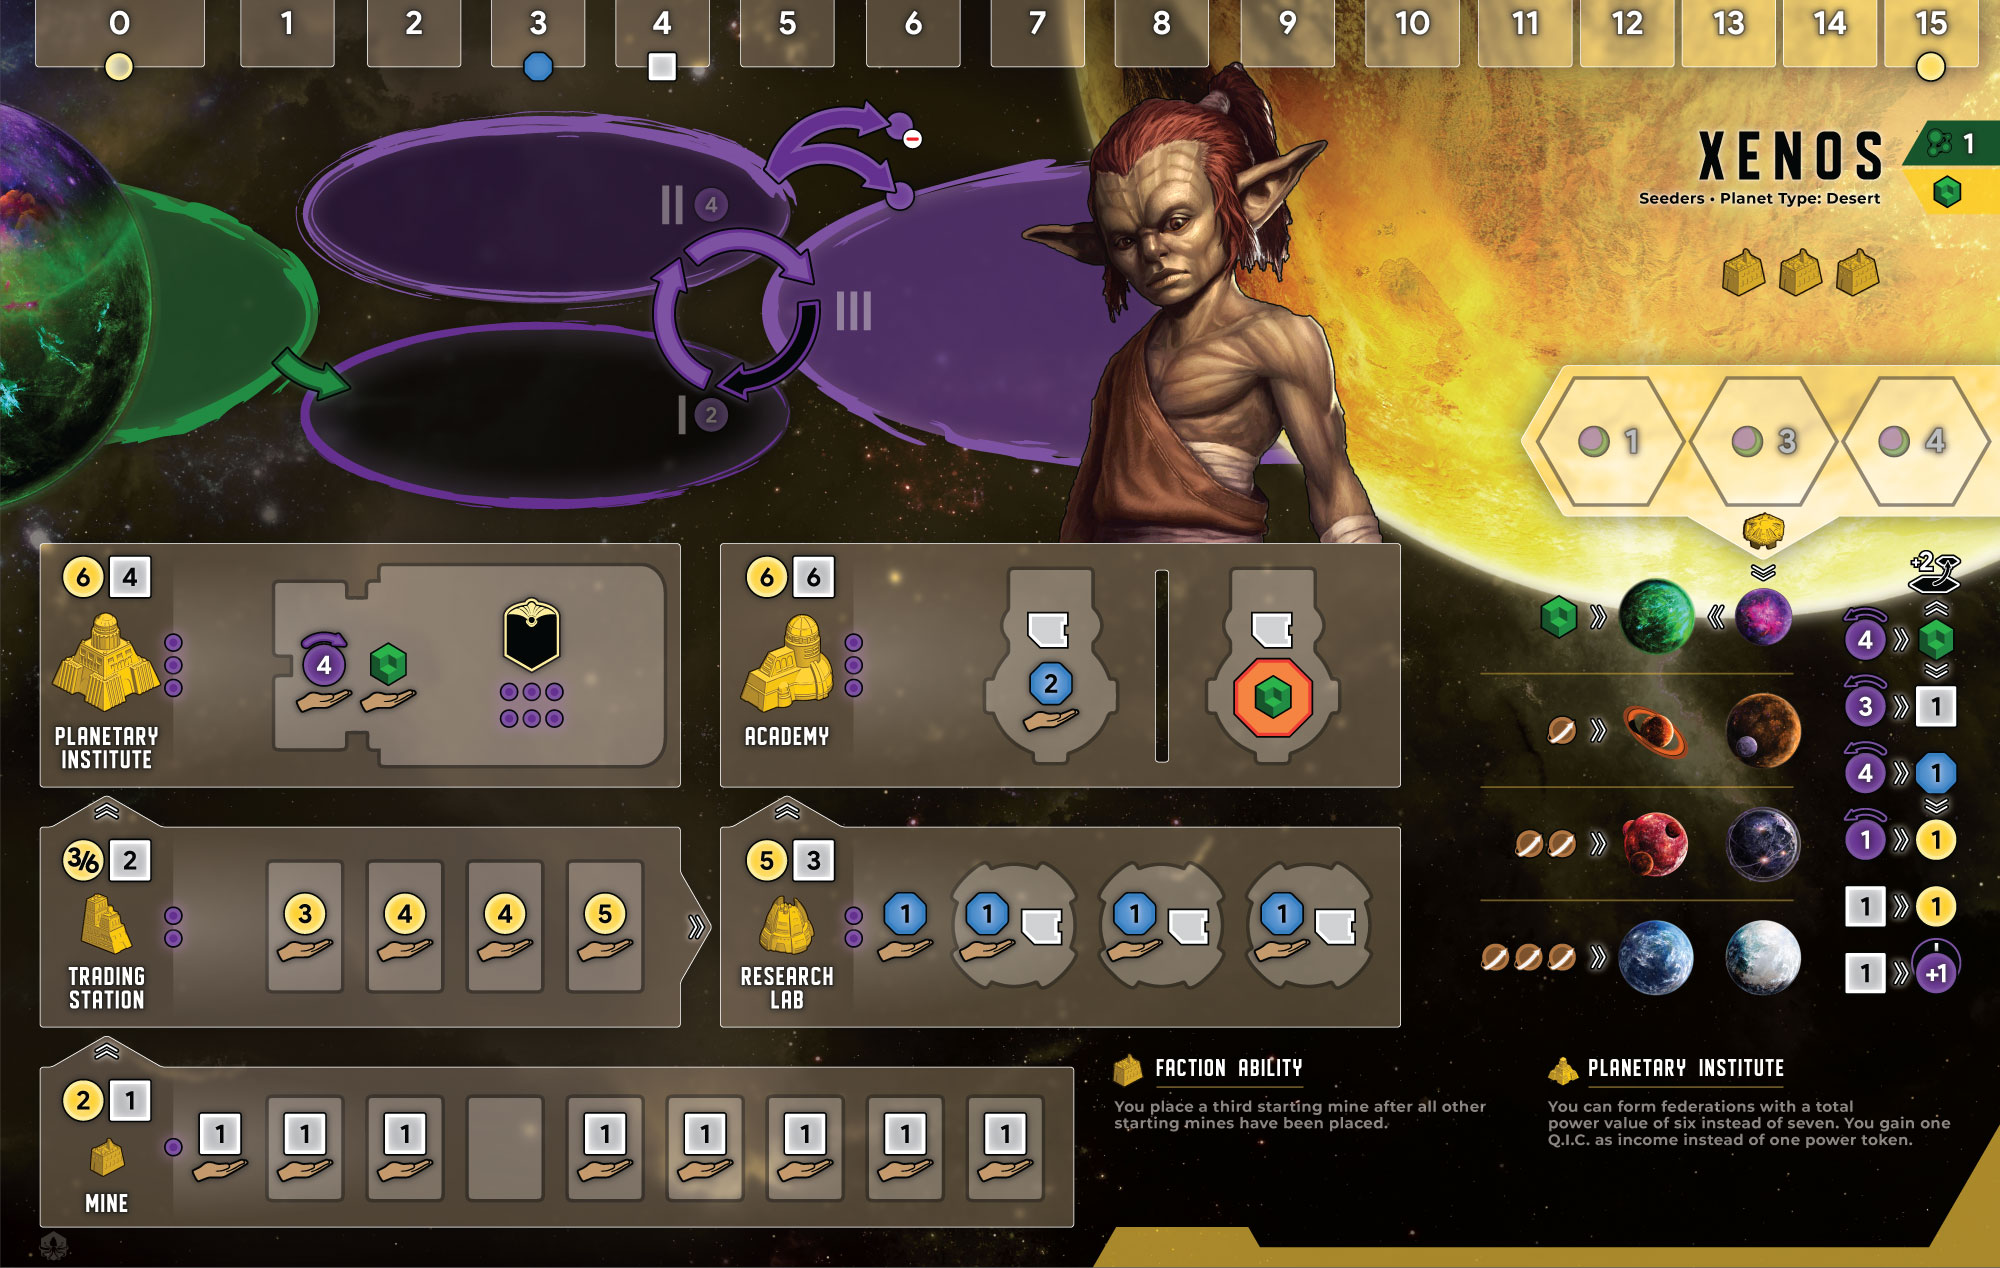 0 1 2 3 4 5 6 7 8 9 10 11 12 13 14 15
XENOS
1
Seeders • Planet Type: Desert
II 4
III
I 2
1 3 4
6 4
PLANETARY
INSTITUTE
4
6 6
ACADEMY
2
+2
4
3 1
4 1
1 1
1 1
1 +1
3/6 2
TRADING
STATION
3 4 4 5
5 3
RESEARCH
LAB
1 1 1 1
2 1
MINE
1 1 1 1 1 1 1 1
FACTION ABILITY
You place a third starting mine after all other
starting mines have been placed.
PLANETARY INSTITUTE
You can form federations with a total
power value of six instead of seven. You gain one
Q.I.C. as income instead of one power token.